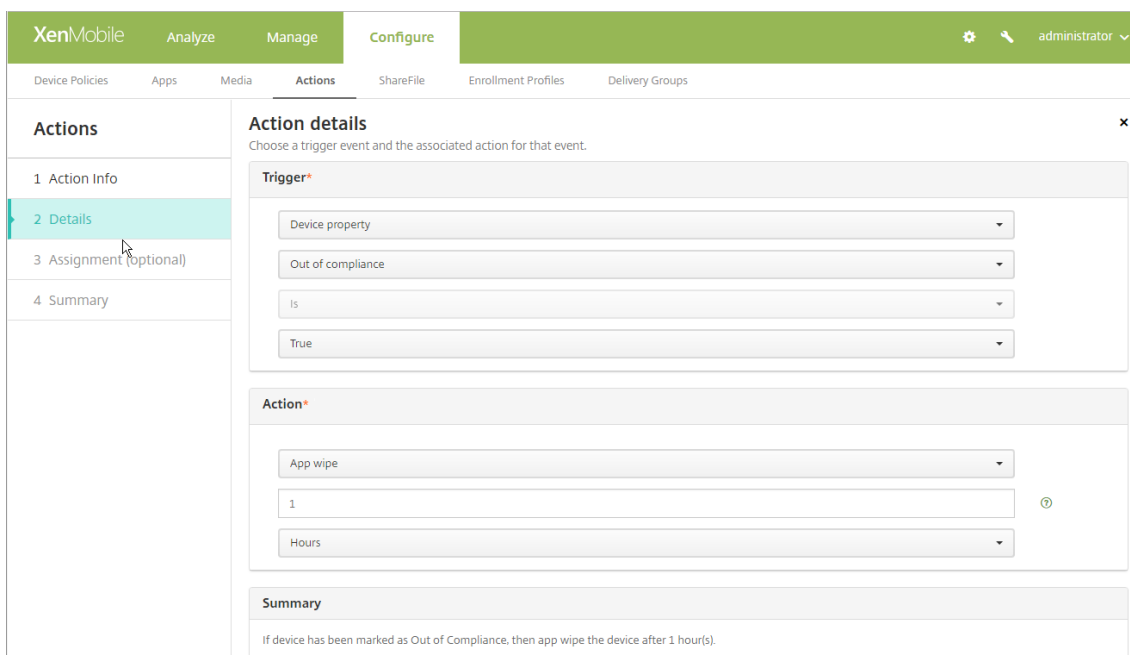 XenMobile Analyze Manage Configure administrator
Device Policies Apps Media Actions ShareFile Enrollment Profiles Delivery Groups
Actions
1 Action Info
2 Details
3 Assignment (optional)
4 Summary
Action details
Choose a trigger event and the associated action for that event.
Trigger*
Device property
Out of compliance
Is
True
Action*
App wipe
1
Hours
Summary
If device has been marked as Out of Compliance, then app wipe the device after 1 hour(s).